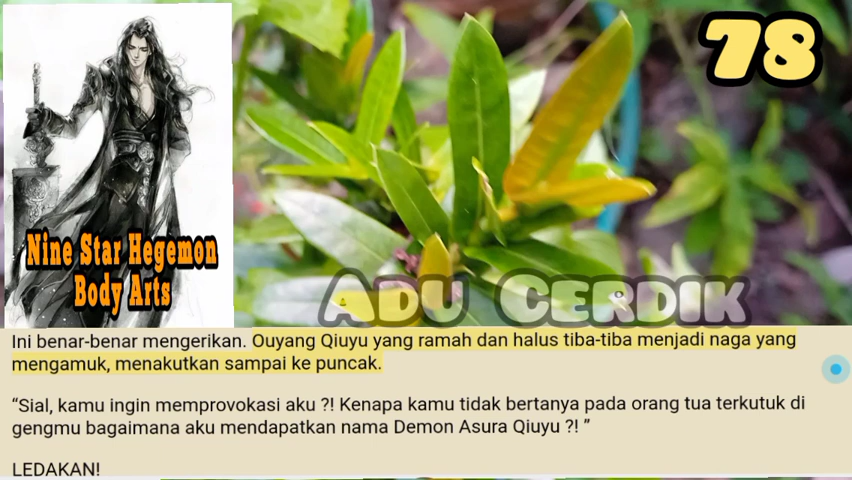 78
Nine Star Hegemon
Body Arts
Adu Cerdik
Ini benar-benar mengerikan. Ouyang Qiuyu yang ramah dan halus tiba-tiba menjadi naga yang
mengamuk, menakutkan sampai ke puncak.
“Sial, kamu ingin memprovokasi aku ?! Kenapa kamu tidak bertanya pada orang tua terkutuk di
gengmu bagaimana aku mendapatkan nama Demon Asura Qiuyu ?! ”
LEDAKAN!